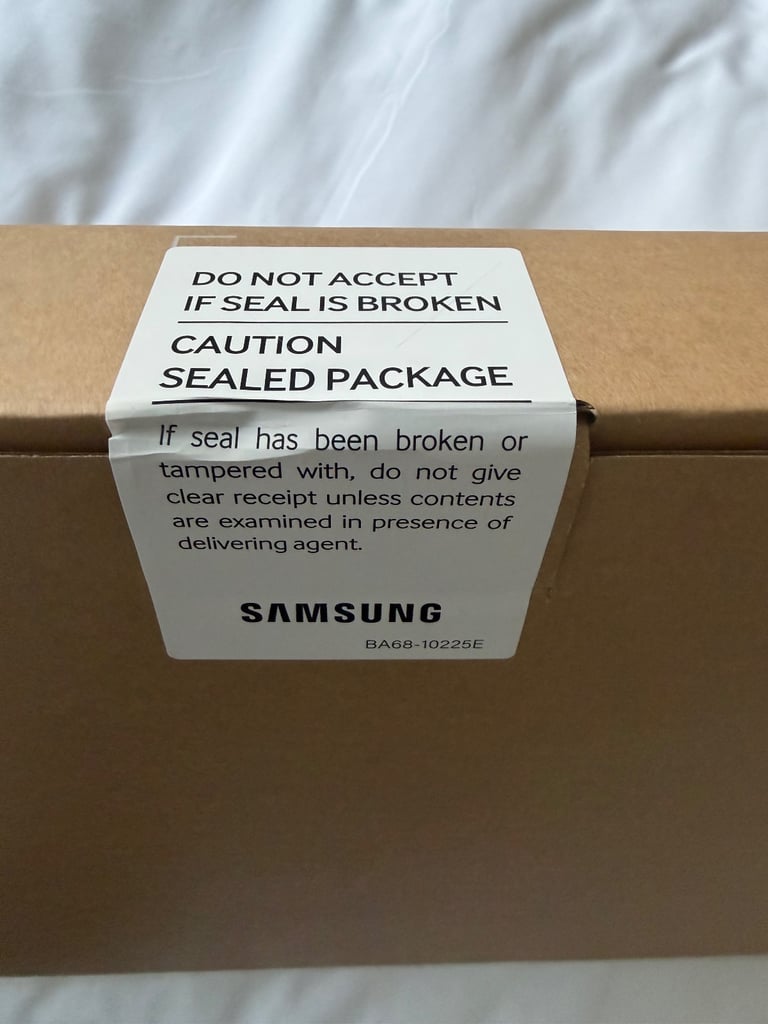 DO NOT ACCEPT
IF SEAL IS BROKEN
CAUTION
SEALED PACKAGE
If seal has been broken or
tampered with, do not give
clear receipt unless contents
are examined in presence of
delivering agent.
SAMSUNG
BA68-10225E